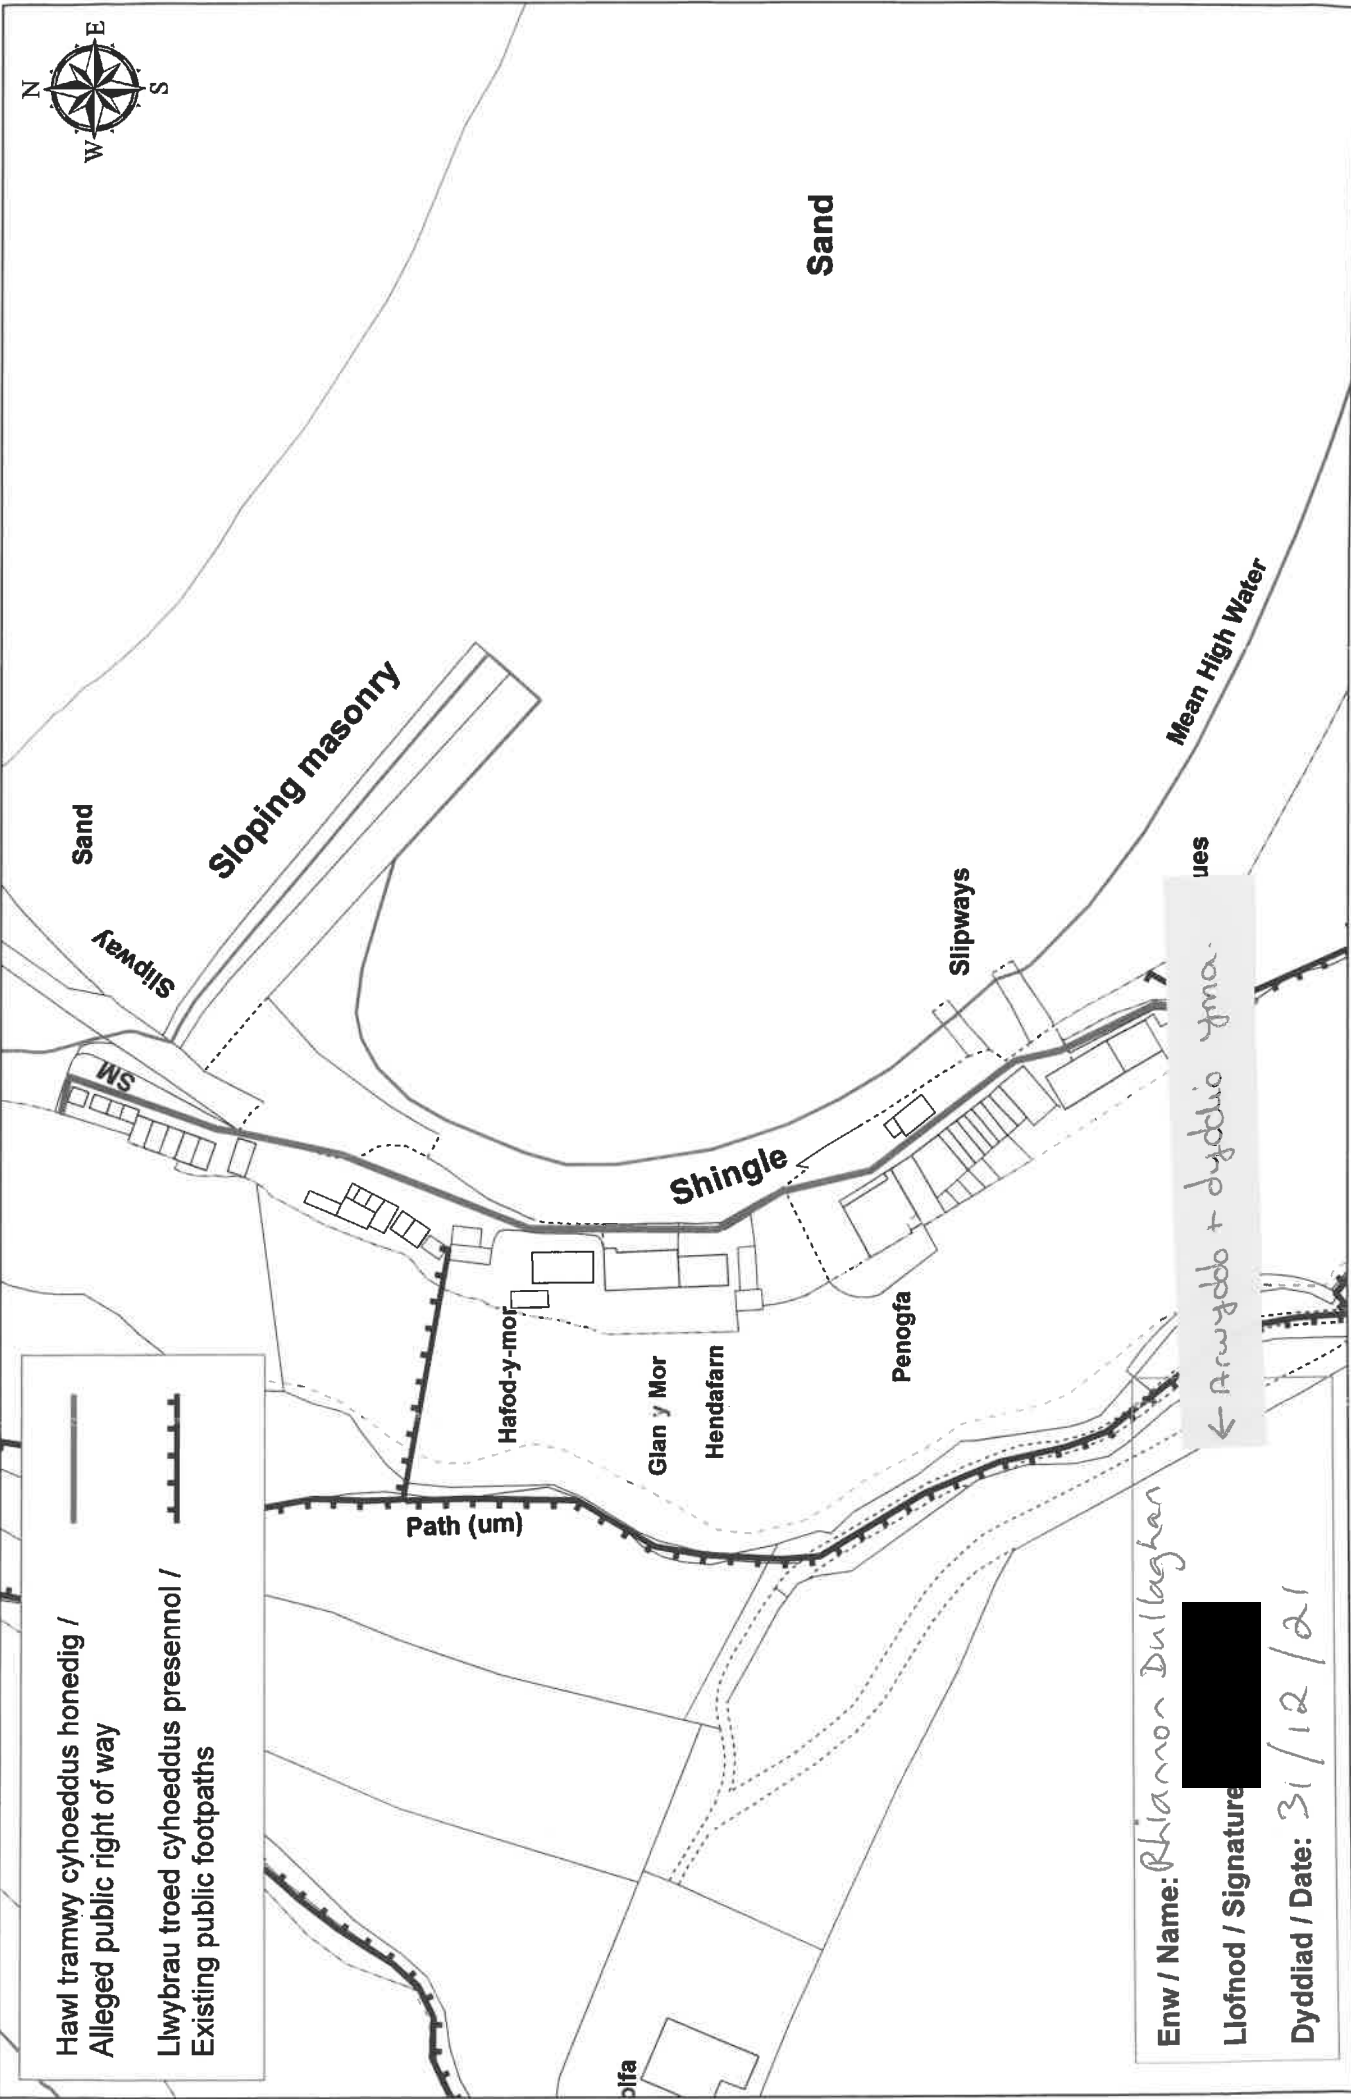 Hawl tramwy cyhoeddus honedig /
Alleged public right of way
Llwybrau troed cyhoeddus presennol /
Existing public footpaths
N
E
S
W
Sand
Slipway
SM
Sloping masonry
Sand
Hafod-y-mor
Path (um)
Glan y Mor
Hendafarn
Shingle
Penogfa
Slipways
Mean High Water
ues
olfa
← Arwyddo + dyddio yma.
Enw / Name: Rhiannon Dullaghan
Llofnod / Signature
Dyddiad / Date: 31/12/21